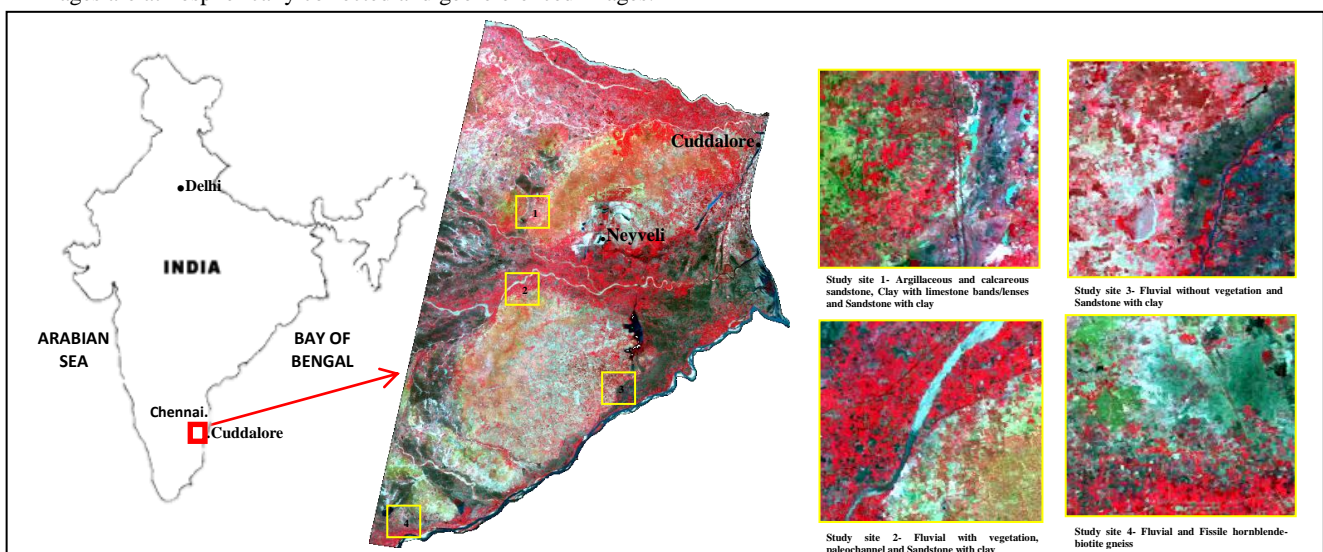 Delhi
INDIA
ARABIAN
SEA
BAY OF
BENGAL
Chennai.
.Cuddalore
Cuddalore
1
Neyveli
2
3
4
Study site 1- Argillaceous and calcareous
sandstone, Clay with limestone bands/lenses
and Sandstone with clay
Study site 3- Fluvial without vegetation and
Sandstone with clay
Study site 2- Fluvial with vegetation,
paleochannel and Sandstone with clay
Study site 4- Fluvial and Fissile hornblende-
biotite gneiss